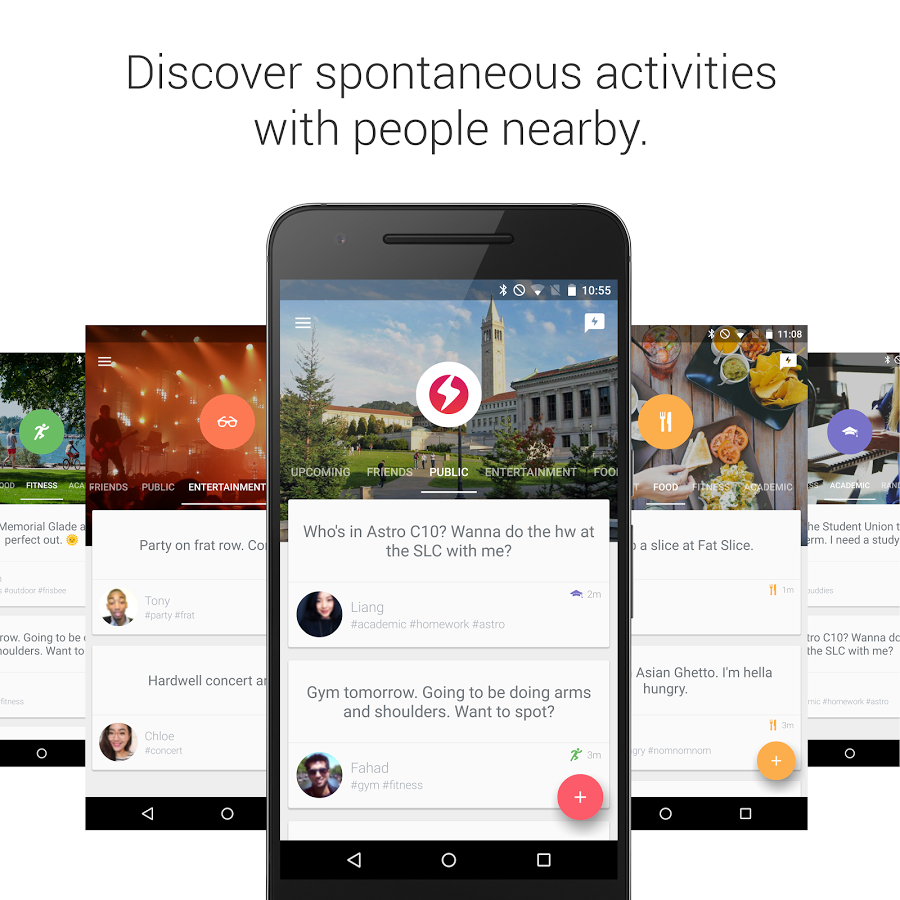 Discover spontaneous activities
with people nearby.
10:55
UPCOMING FRIENDS PUBLIC ENTERTAINMENT FOO
Who's in Astro C10? Wanna do the hw at
the SLC with me?
2m
Liang
#academic #homework #astro
Gym tomorrow. Going to be doing arms
and shoulders. Want to spot?
3m
Fahad
#gym #fitness
+
FRIENDS PUBLIC ENTERTAINMENT
Party on frat row. Co
Tony
#party #frat
Hardwell concert a
Chloe
#concert
OOD FITNESS ACA
Memorial Glade a
perfect out.
s #outdoor #frisbee
row. Going to be
houlders. Want to
fitness
11:08
T FOOD FITNESS ACADEMIC
o a slice at Fat Slice.
1m
Asian Ghetto. I'm hella
hungry.
3m
gry #nomnomnom
+
SS ACADEMIC RAN
he Student Union t
erm. I need a study
buddies
tro C10? Wanna do
the SLC with me?
mic #homework #astro